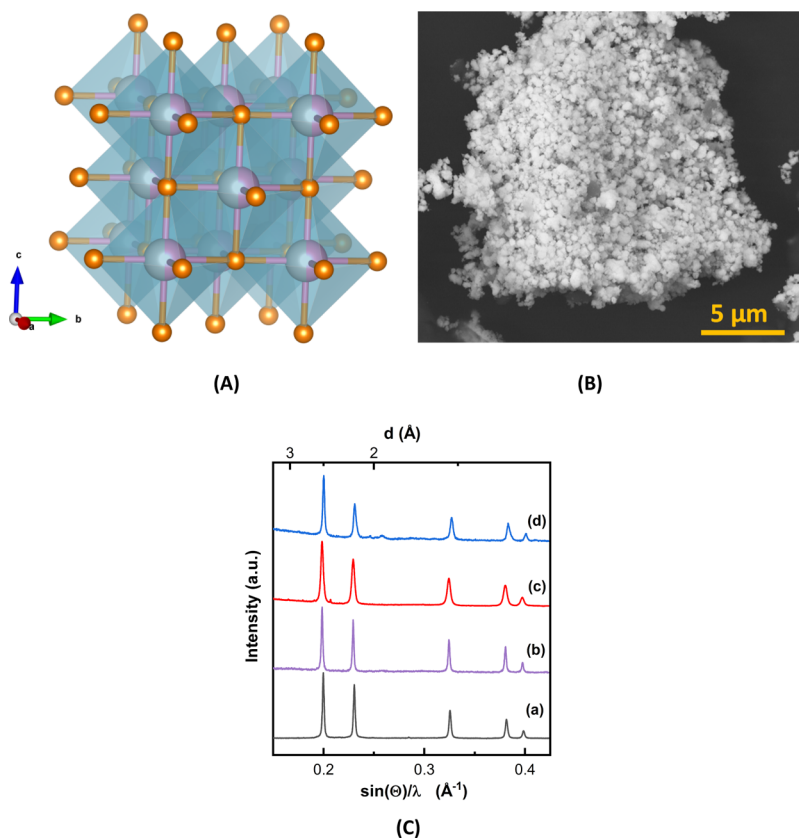 c
a
b
5 µm
(A)
(B)
d (Å)
3
2
(d)
(c)
(b)
(a)
Intensity (a.u.)
0.2
0.3
0.4
sin(Θ)/λ (Å-1)
(C)